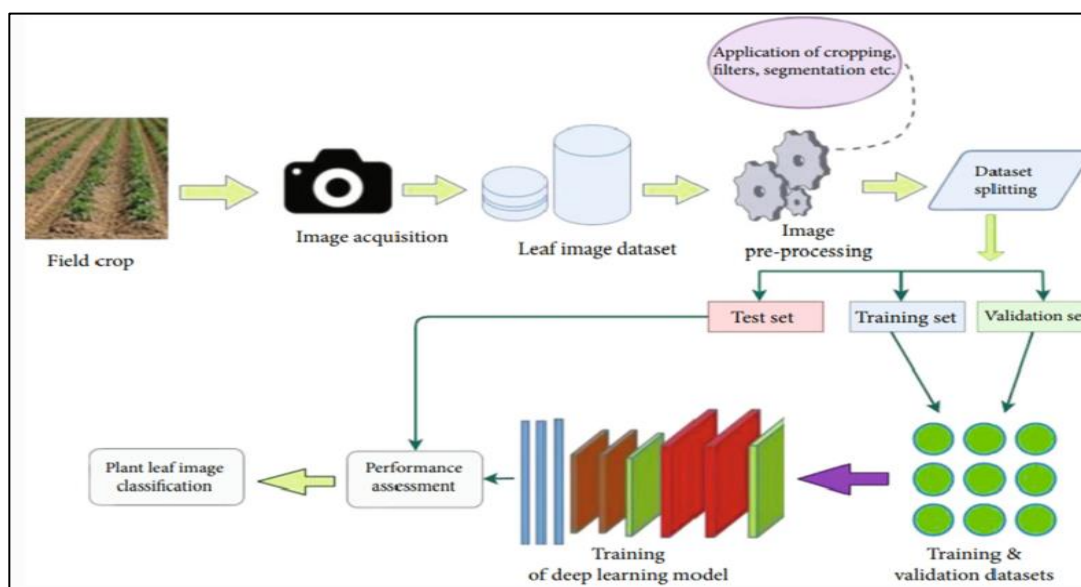 Application of cropping,
filters, segmentation etc.
Dataset
splitting
Image acquisition
Leaf image dataset
Image
pre-processing
Field crop
Test set
Training set
Validation se
Plant leaf image
classification
Performance
assessment
Training
of deep learning model
Training &
validation datasets